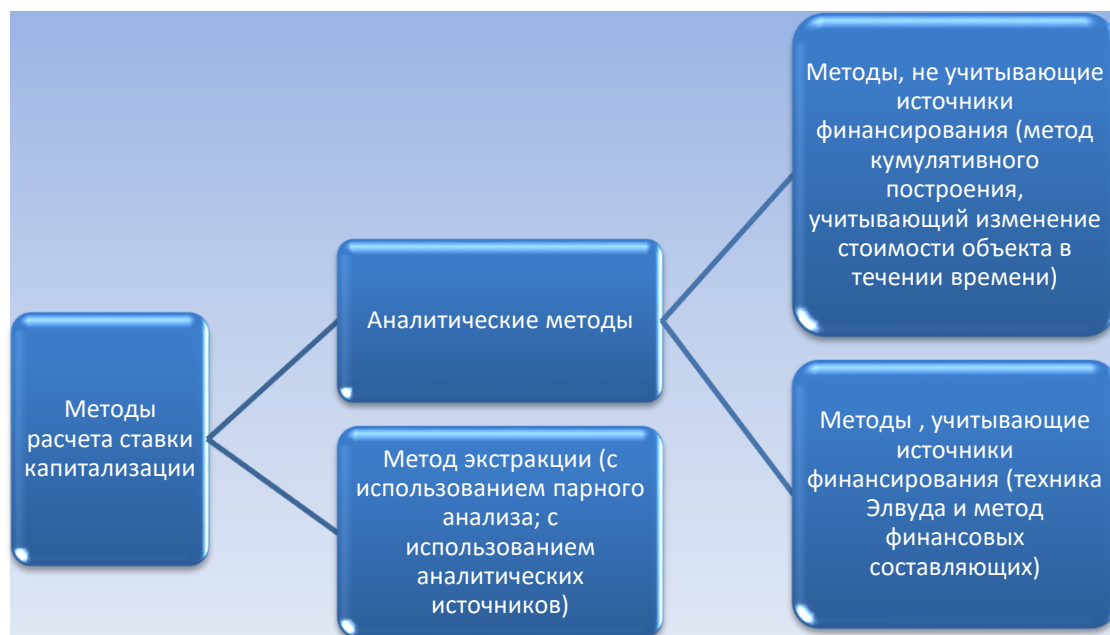 Методы
расчета ставки
капитализации
Аналитические методы
Метод экстракции (с
использованием парного
анализа; с
использованием
аналитических
источников)
Методы, не учитывающие
источники
финансирования (метод
кумулятивного
построения,
учитывающий изменение
стоимости объекта в
течении времени)
Методы , учитывающие
источники
финансирования (техника
Элвуда и метод
финансовых
составляющих)